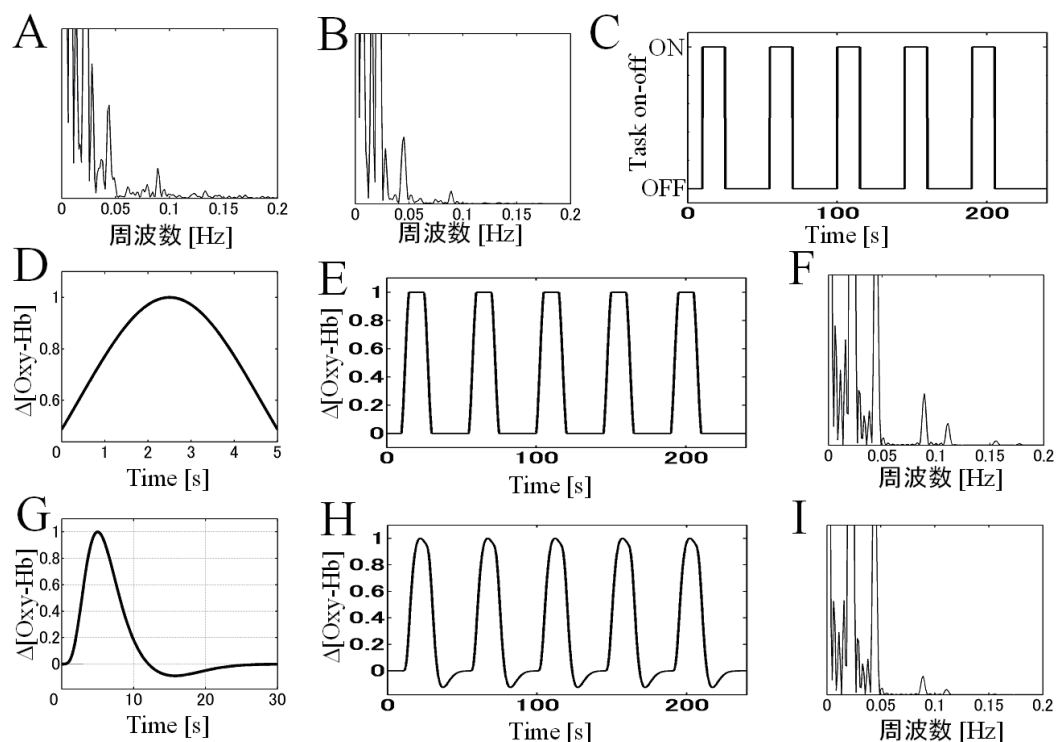 A
0
0.05
0.1
0.15
0.2
周波数 [Hz]
B
0
0.05
0.1
0.15
0.2
周波数 [Hz]
C
Task on-off
ON
OFF
0
100
200
Time [s]
D
Δ[Oxy-Hb]
1
0.8
0.6
0
1
2
3
4
5
Time [s]
E
Δ[Oxy-Hb]
1
0.8
0.6
0.4
0.2
0
0
100
200
Time [s]
F
0
0.05
0.1
0.15
0.2
周波数 [Hz]
G
Δ[Oxy-Hb]
1
0.8
0.6
0.4
0.2
0
0
10
20
30
Time [s]
H
Δ[Oxy-Hb]
1
0.8
0.6
0.4
0.2
0
0
100
200
Time [s]
I
0
0.05
0.1
0.15
0.2
周波数 [Hz]